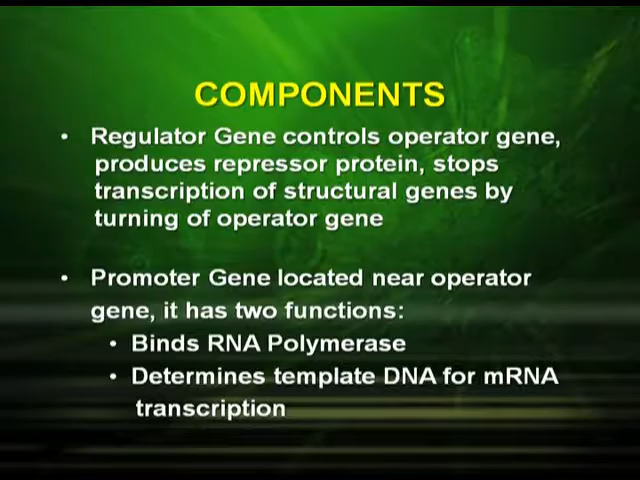 COMPONENTS
• Regulator Gene controls operator gene,
produces repressor protein, stops
transcription of structural genes by
turning of operator gene
• Promoter Gene located near operator
gene, it has two functions:
• Binds RNA Polymerase
• Determines template DNA for mRNA
transcription